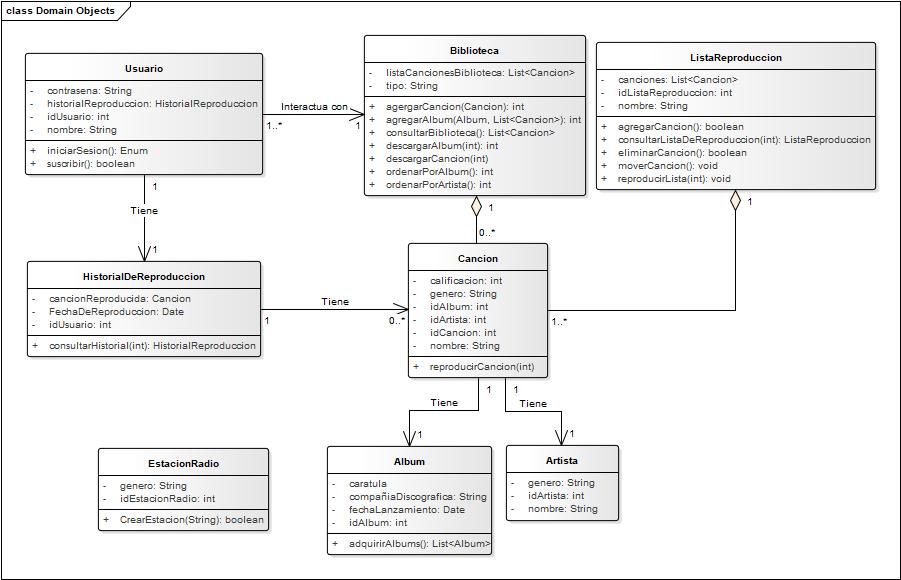 class Domain Objects
Usuario
- contrasena: String
- historialReproduccion: HistorialReproduccion
- idUsuario: int
- nombre: String
+ iniciarSesion(): Enum
+ suscribir(): boolean
Interactua con
1..*
1
Biblioteca
- listaCancionesBiblioteca: List<Cancion>
- tipo: String
+ agergarCancion(Cancion): int
+ agregarAlbum(Album, List<Cancion>): int
+ consultarBiblioteca(): List<Cancion>
+ descargarAlbum(int): int
+ descargarCancion(int)
+ ordenarPorAlbum(): int
+ ordenarPorArtista(): int
ListaReproduccion
- canciones: List<Cancion>
- idListaReproduccion: int
- nombre: String
+ agregarCancion(): boolean
+ consultarListaDeReproduccion(int): ListaReproduccion
+ eliminarCancion(): boolean
+ moverCancion(): void
+ reproducirLista(int): void
1
Tiene
1
1
0..*
1
1..*
HistorialDeReproduccion
- cancionReproducida: Cancion
- FechaDeReproduccion: Date
- idUsuario: int
+ consultarHistorial(int): HistorialReproduccion
Tiene
1
0..*
Cancion
- calificacion: int
- genero: String
- idAlbum: int
- idArtista: int
- idCancion: int
- nombre: String
+ reproducirCancion(int)
1
Tiene
1
1
Tiene
1
EstacionRadio
- genero: String
- idEstacionRadio: int
+ CrearEstacion(String): boolean
Album
- caratula
- compañiaDiscografica: String
- fechaLanzamiento: Date
- idAlbum: int
+ adquirirAlbums(): List<Album>
Artista
- genero: String
- idArtista: int
- nombre: String